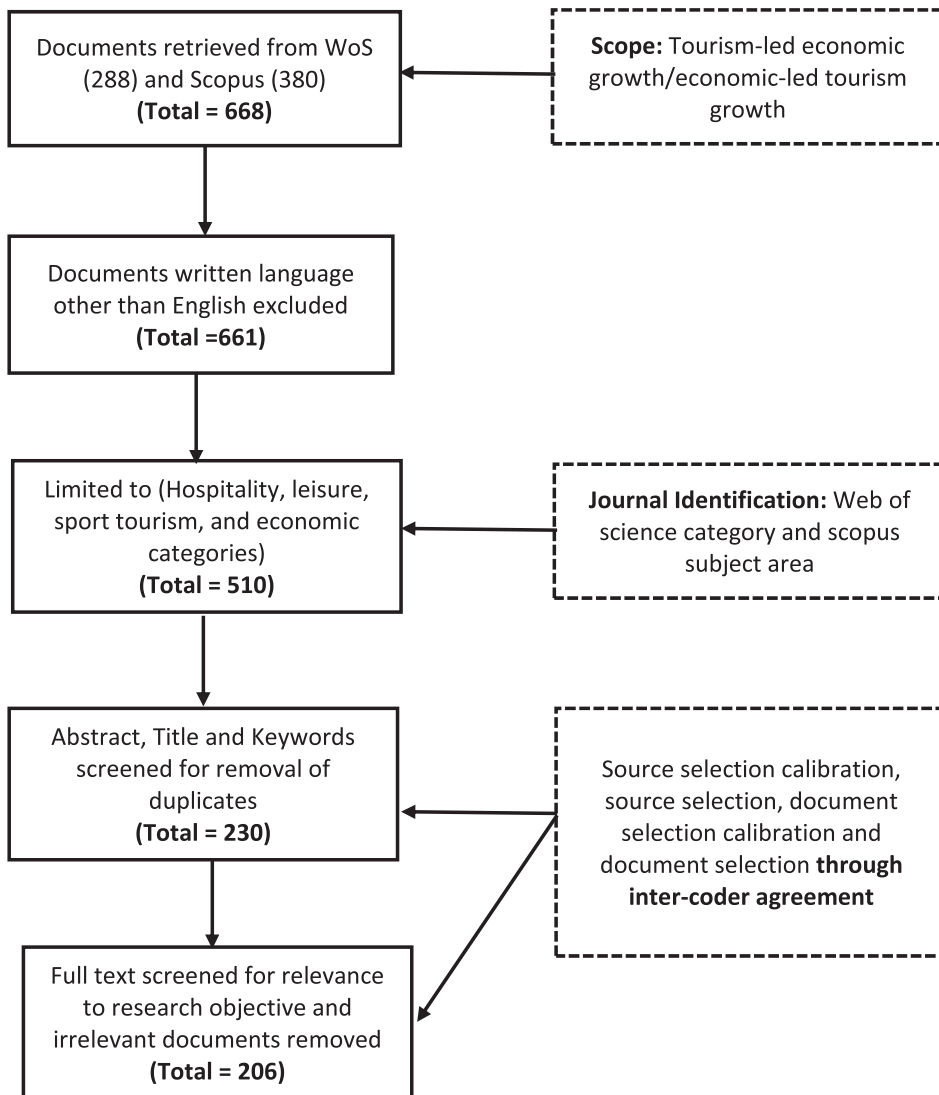 Documents retrieved from WoS
(288) and Scopus (380)
(Total = 668)
Scope: Tourism-led economic
growth/economic-led tourism
growth
Documents written language
other than English excluded
(Total =661)
Limited to (Hospitality, leisure,
sport tourism, and economic
categories)
(Total = 510)
Journal Identification: Web of
science category and scopus
subject area
Abstract, Title and Keywords
screened for removal of
duplicates
(Total = 230)
Source selection calibration,
source selection, document
selection calibration and
document selection through
inter-coder agreement
Full text screened for relevance
to research objective and
irrelevant documents removed
(Total = 206)